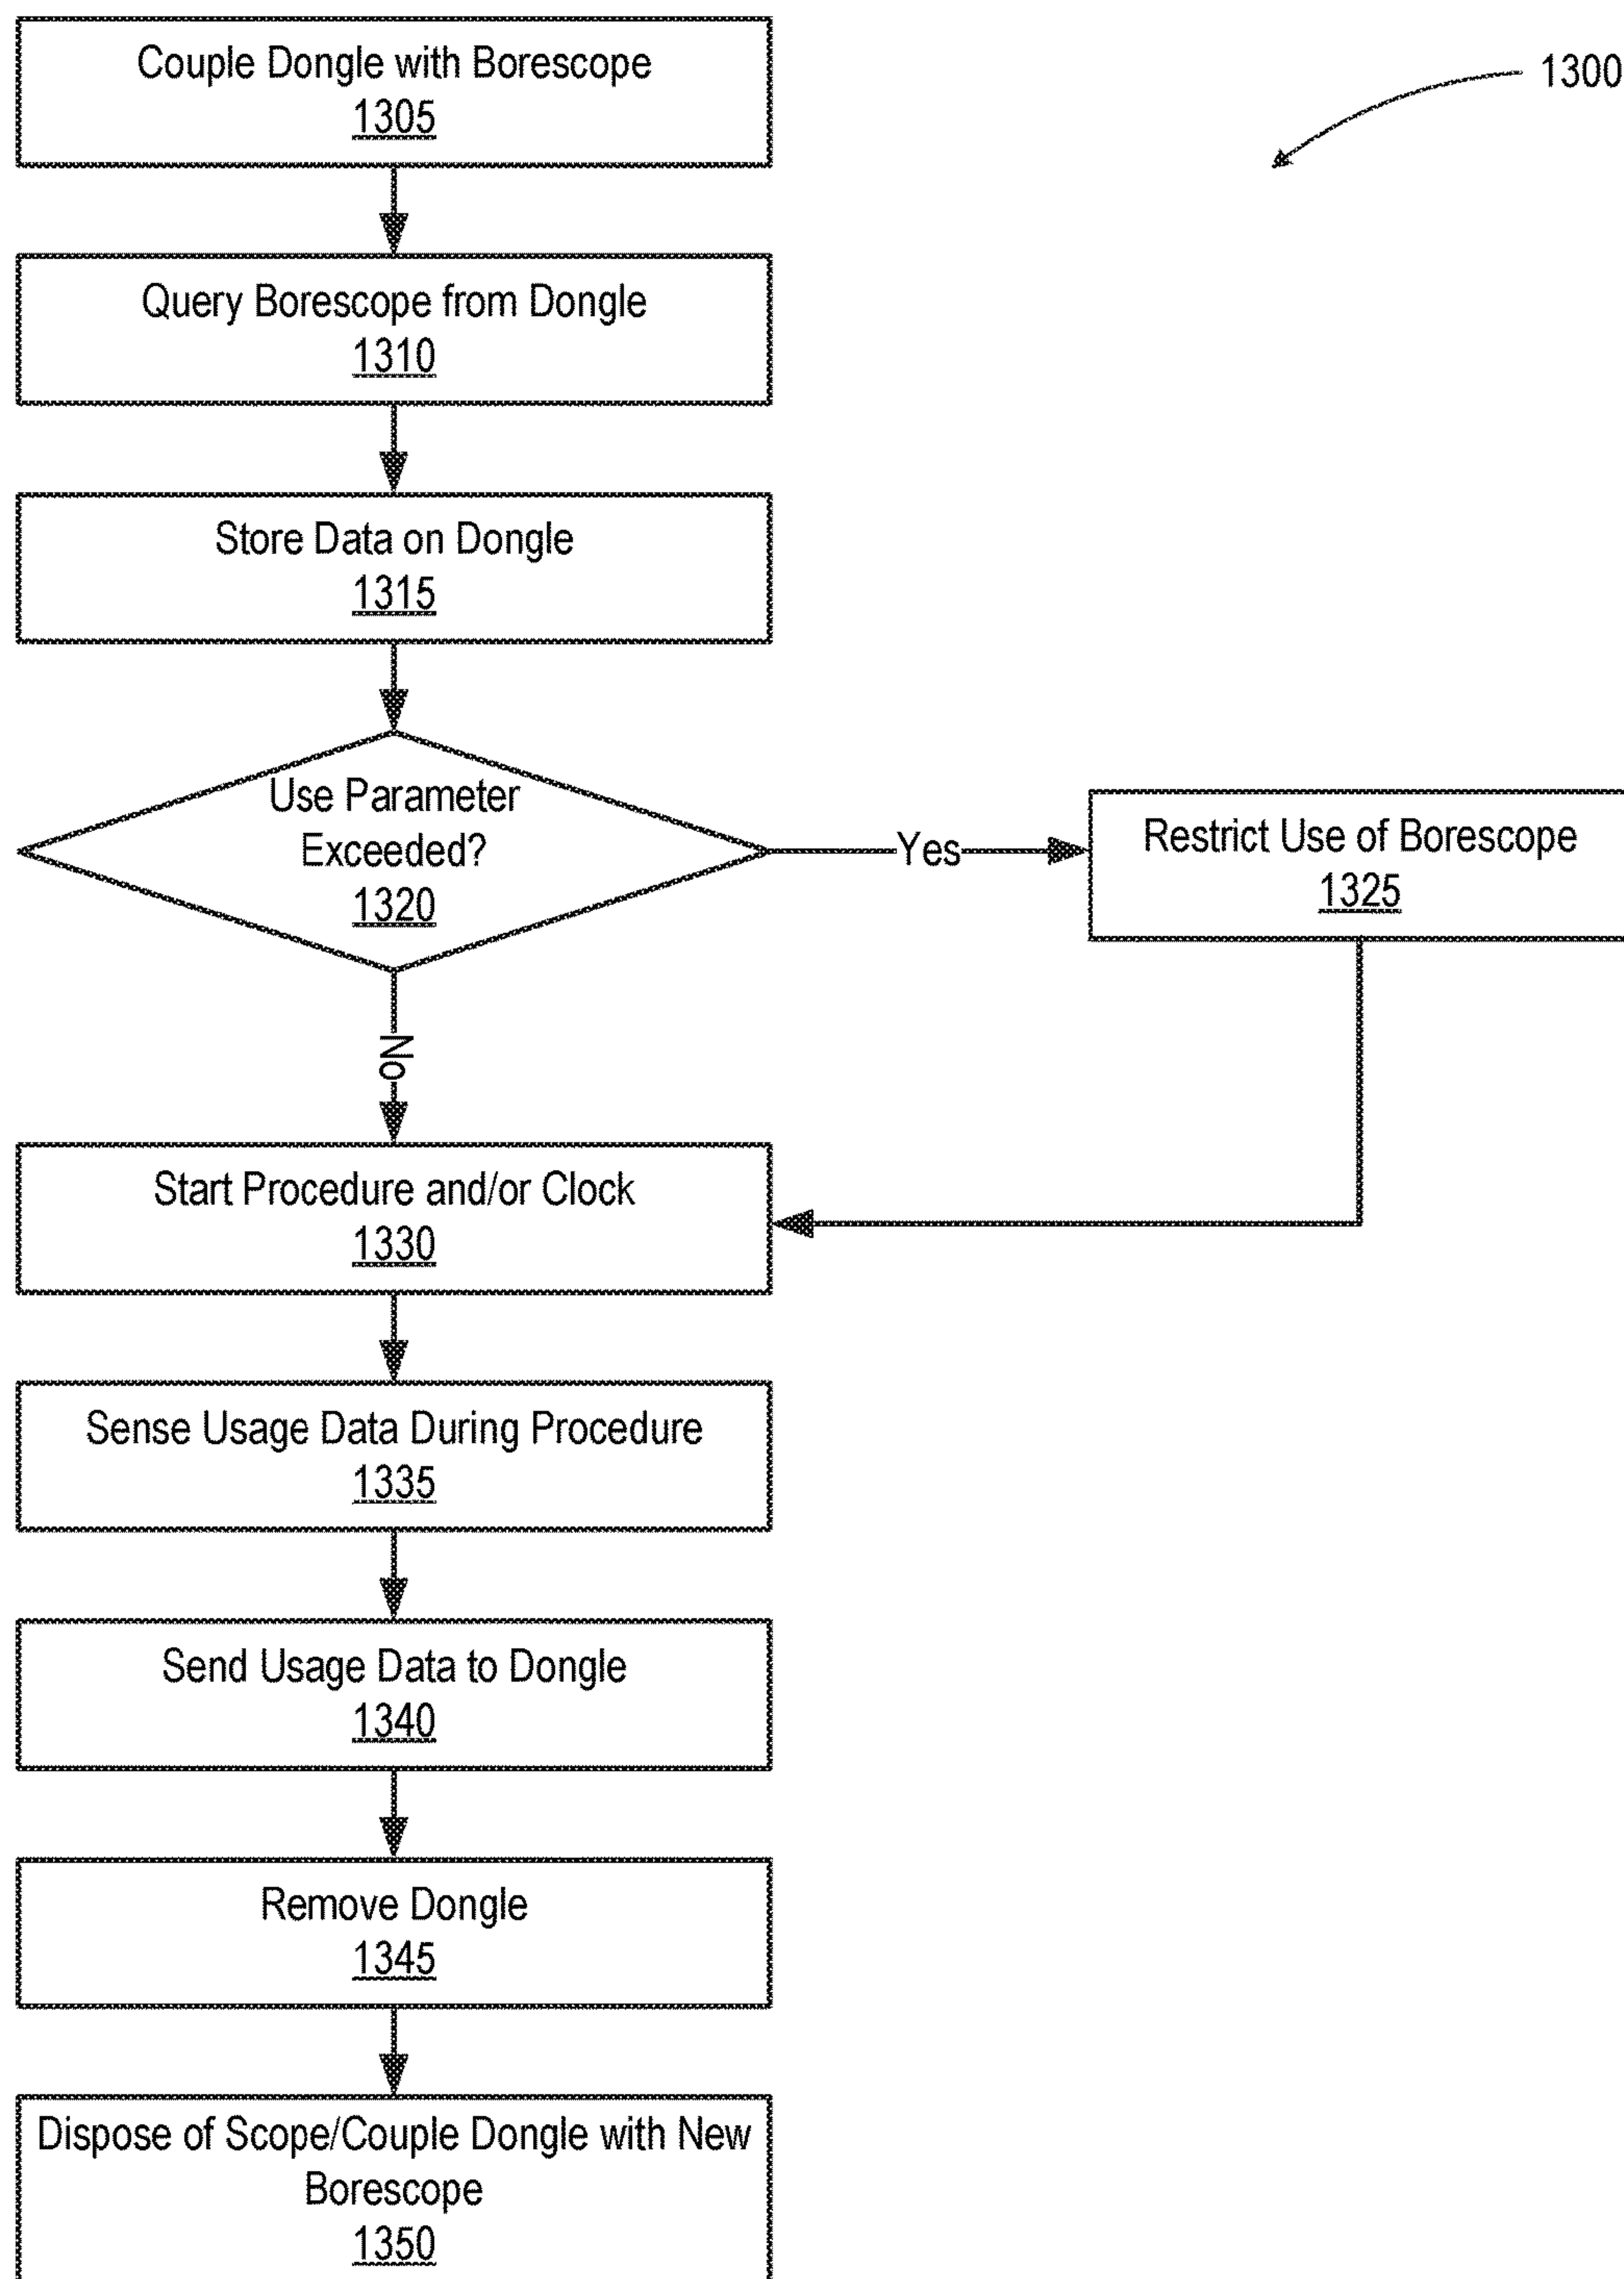 Couple Dongle with Borescope
1305
1300
Query Borescope from Dongle
1310
Store Data on Dongle
1315
Use Parameter
Exceeded?
1320
Yes
Restrict Use of Borescope
1325
No
Start Procedure and/or Clock
1330
Sense Usage Data During Procedure
1335
Send Usage Data to Dongle
1340
Remove Dongle
1345
Dispose of Scope/Couple Dongle with New
Borescope
1350